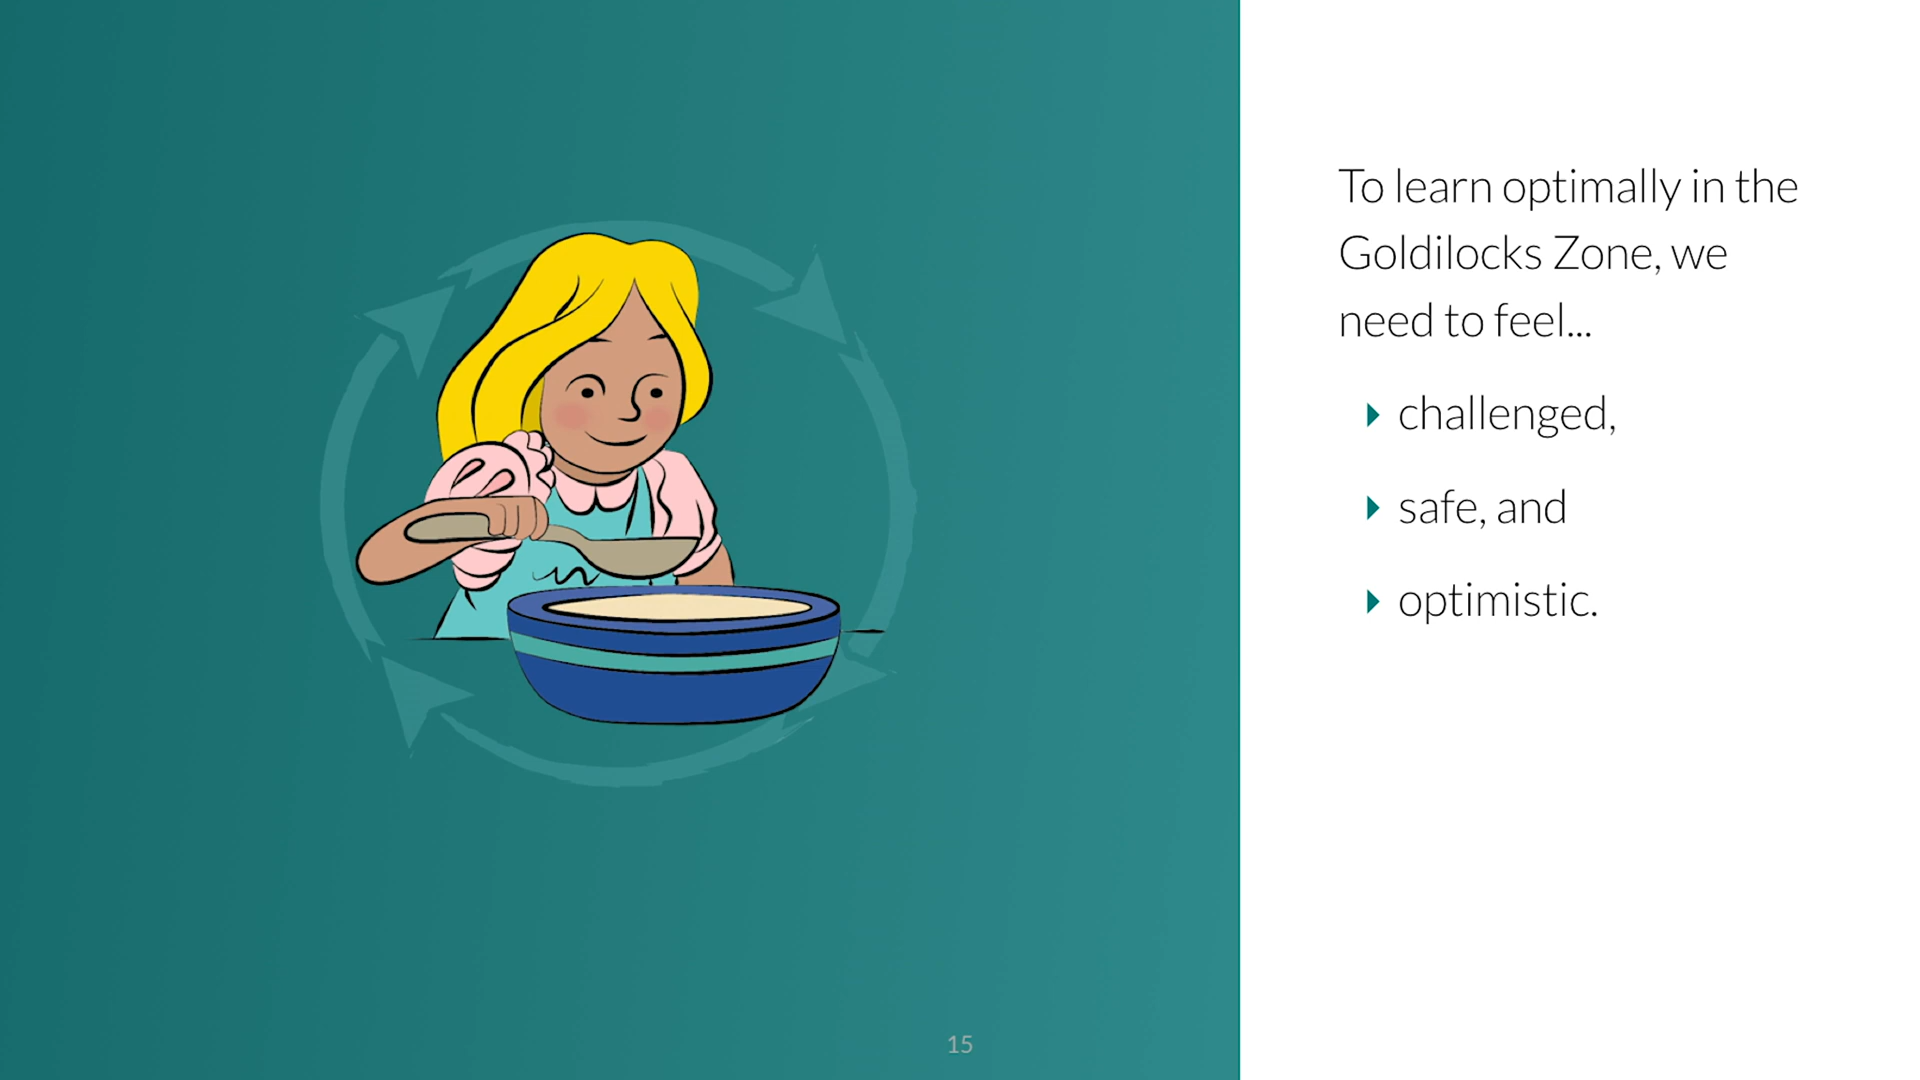 To learn optimally in the
Goldilocks Zone, we
need to feel...
challenged,
safe, and
optimistic.
15